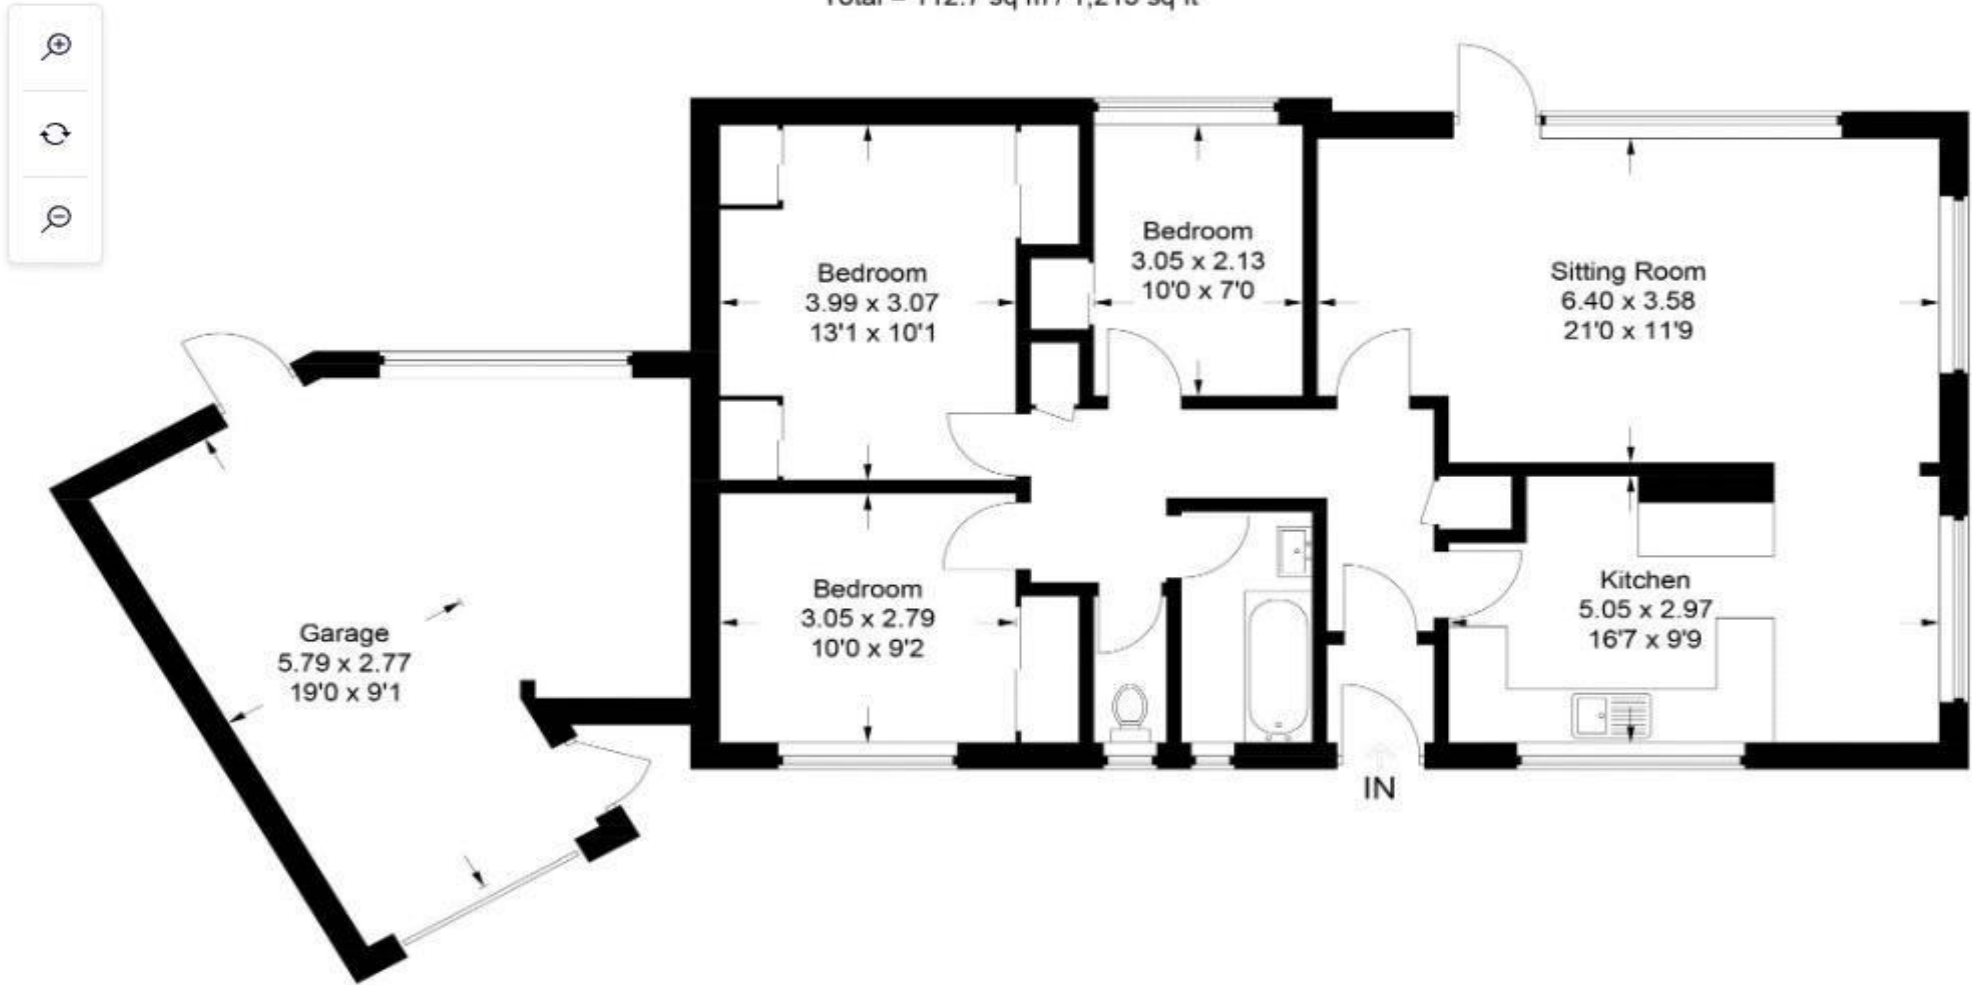 Bedroom
3.99 x 3.07
13'1 x 10'1
Bedroom
3.05 x 2.13
10'0 x 7'0
Sitting Room
6.40 x 3.58
21'0 x 11'9
Garage
5.79 x 2.77
19'0 x 9'1
Bedroom
3.05 x 2.79
10'0 x 9'2
Kitchen
5.05 x 2.97
16'7 x 9'9
IN